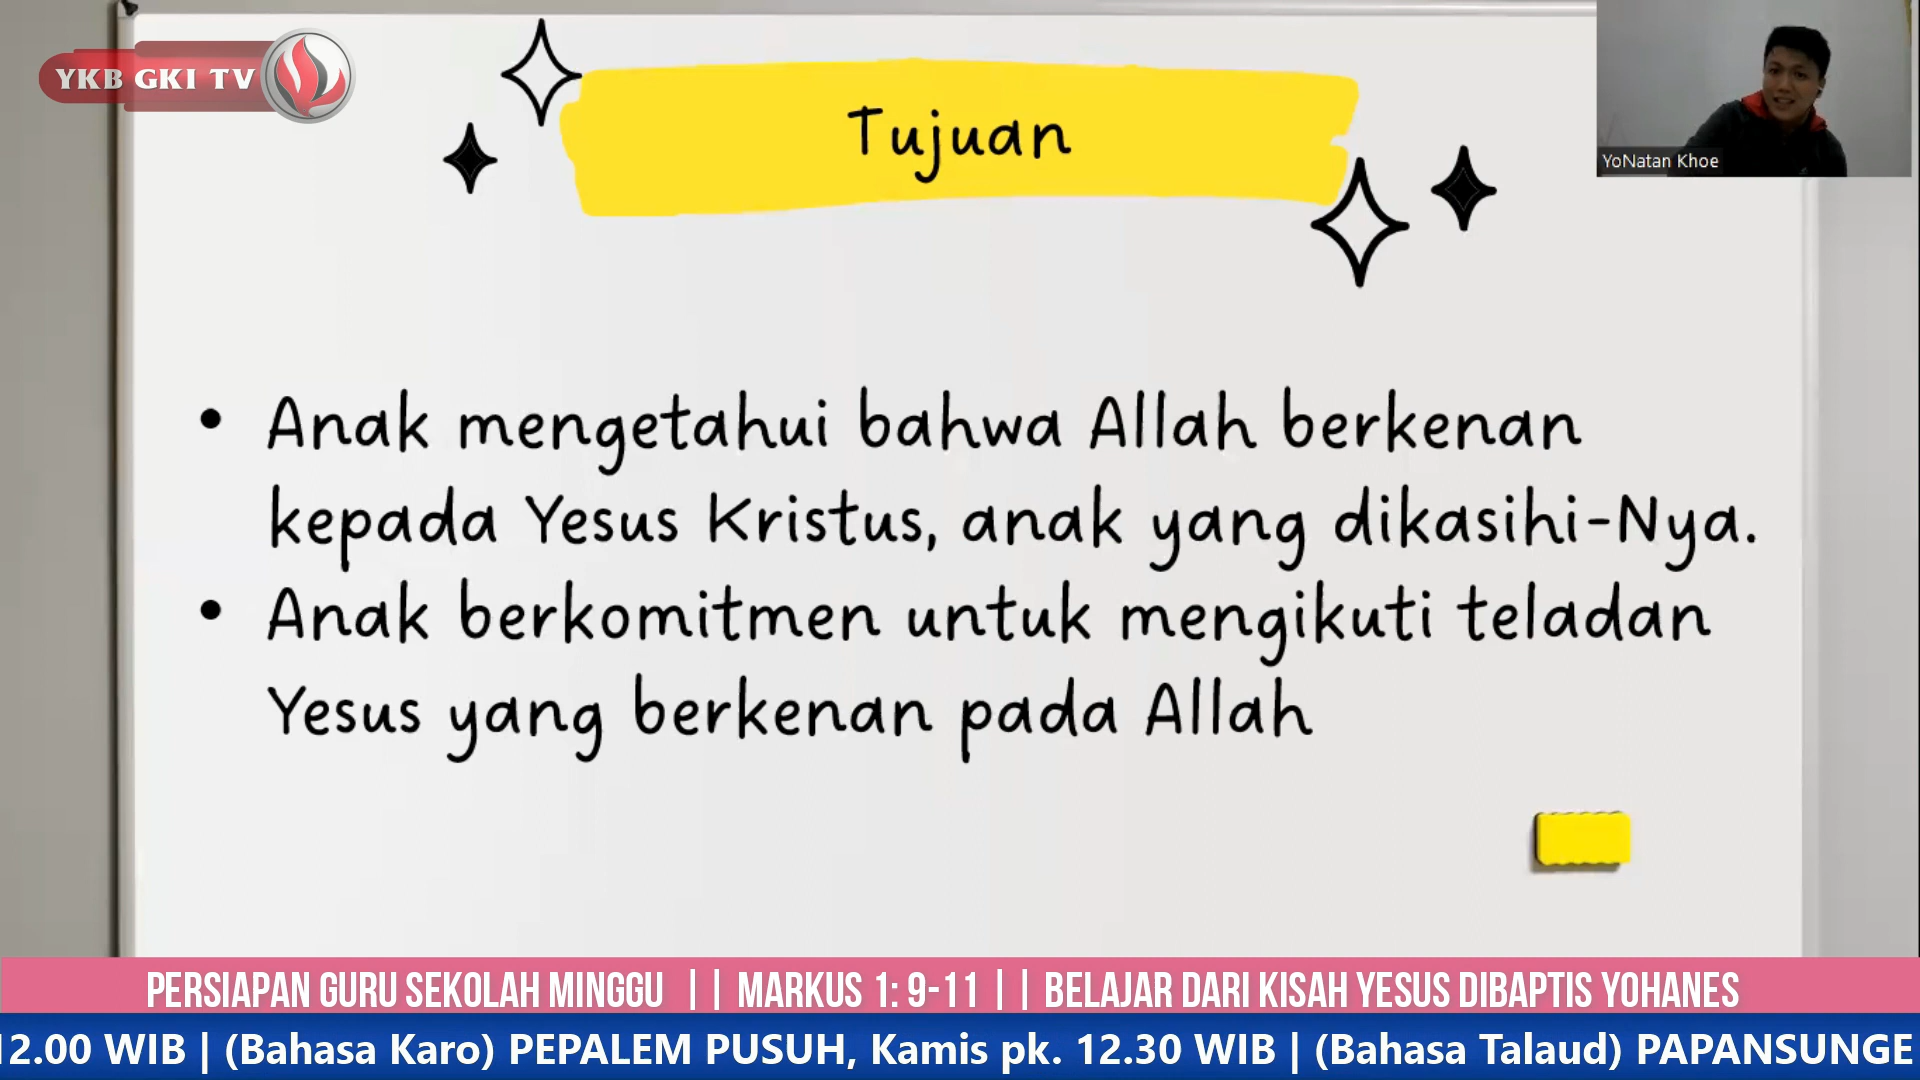 YKB GKI TV
Tujuan
YoNatan Khoe
• Anak mengetahui bahwa Allah berkenan
kepada Yesus Kristus, anak yang dikasihi-Nya.
• Anak berkomitmen untuk mengikuti teladan
Yesus yang berkenan pada Allah
PERSIAPAN GURU SEKOLAH MINGGU || MARKUS 1: 9-11 || BELAJAR DARI KISAH YESUS DIBAPTIS YOHANES
12.00 WIB | (Bahasa Karo) PEPALEM PUSUH, Kamis pk. 12.30 WIB | (Bahasa Talaud) PAPANSUNGE